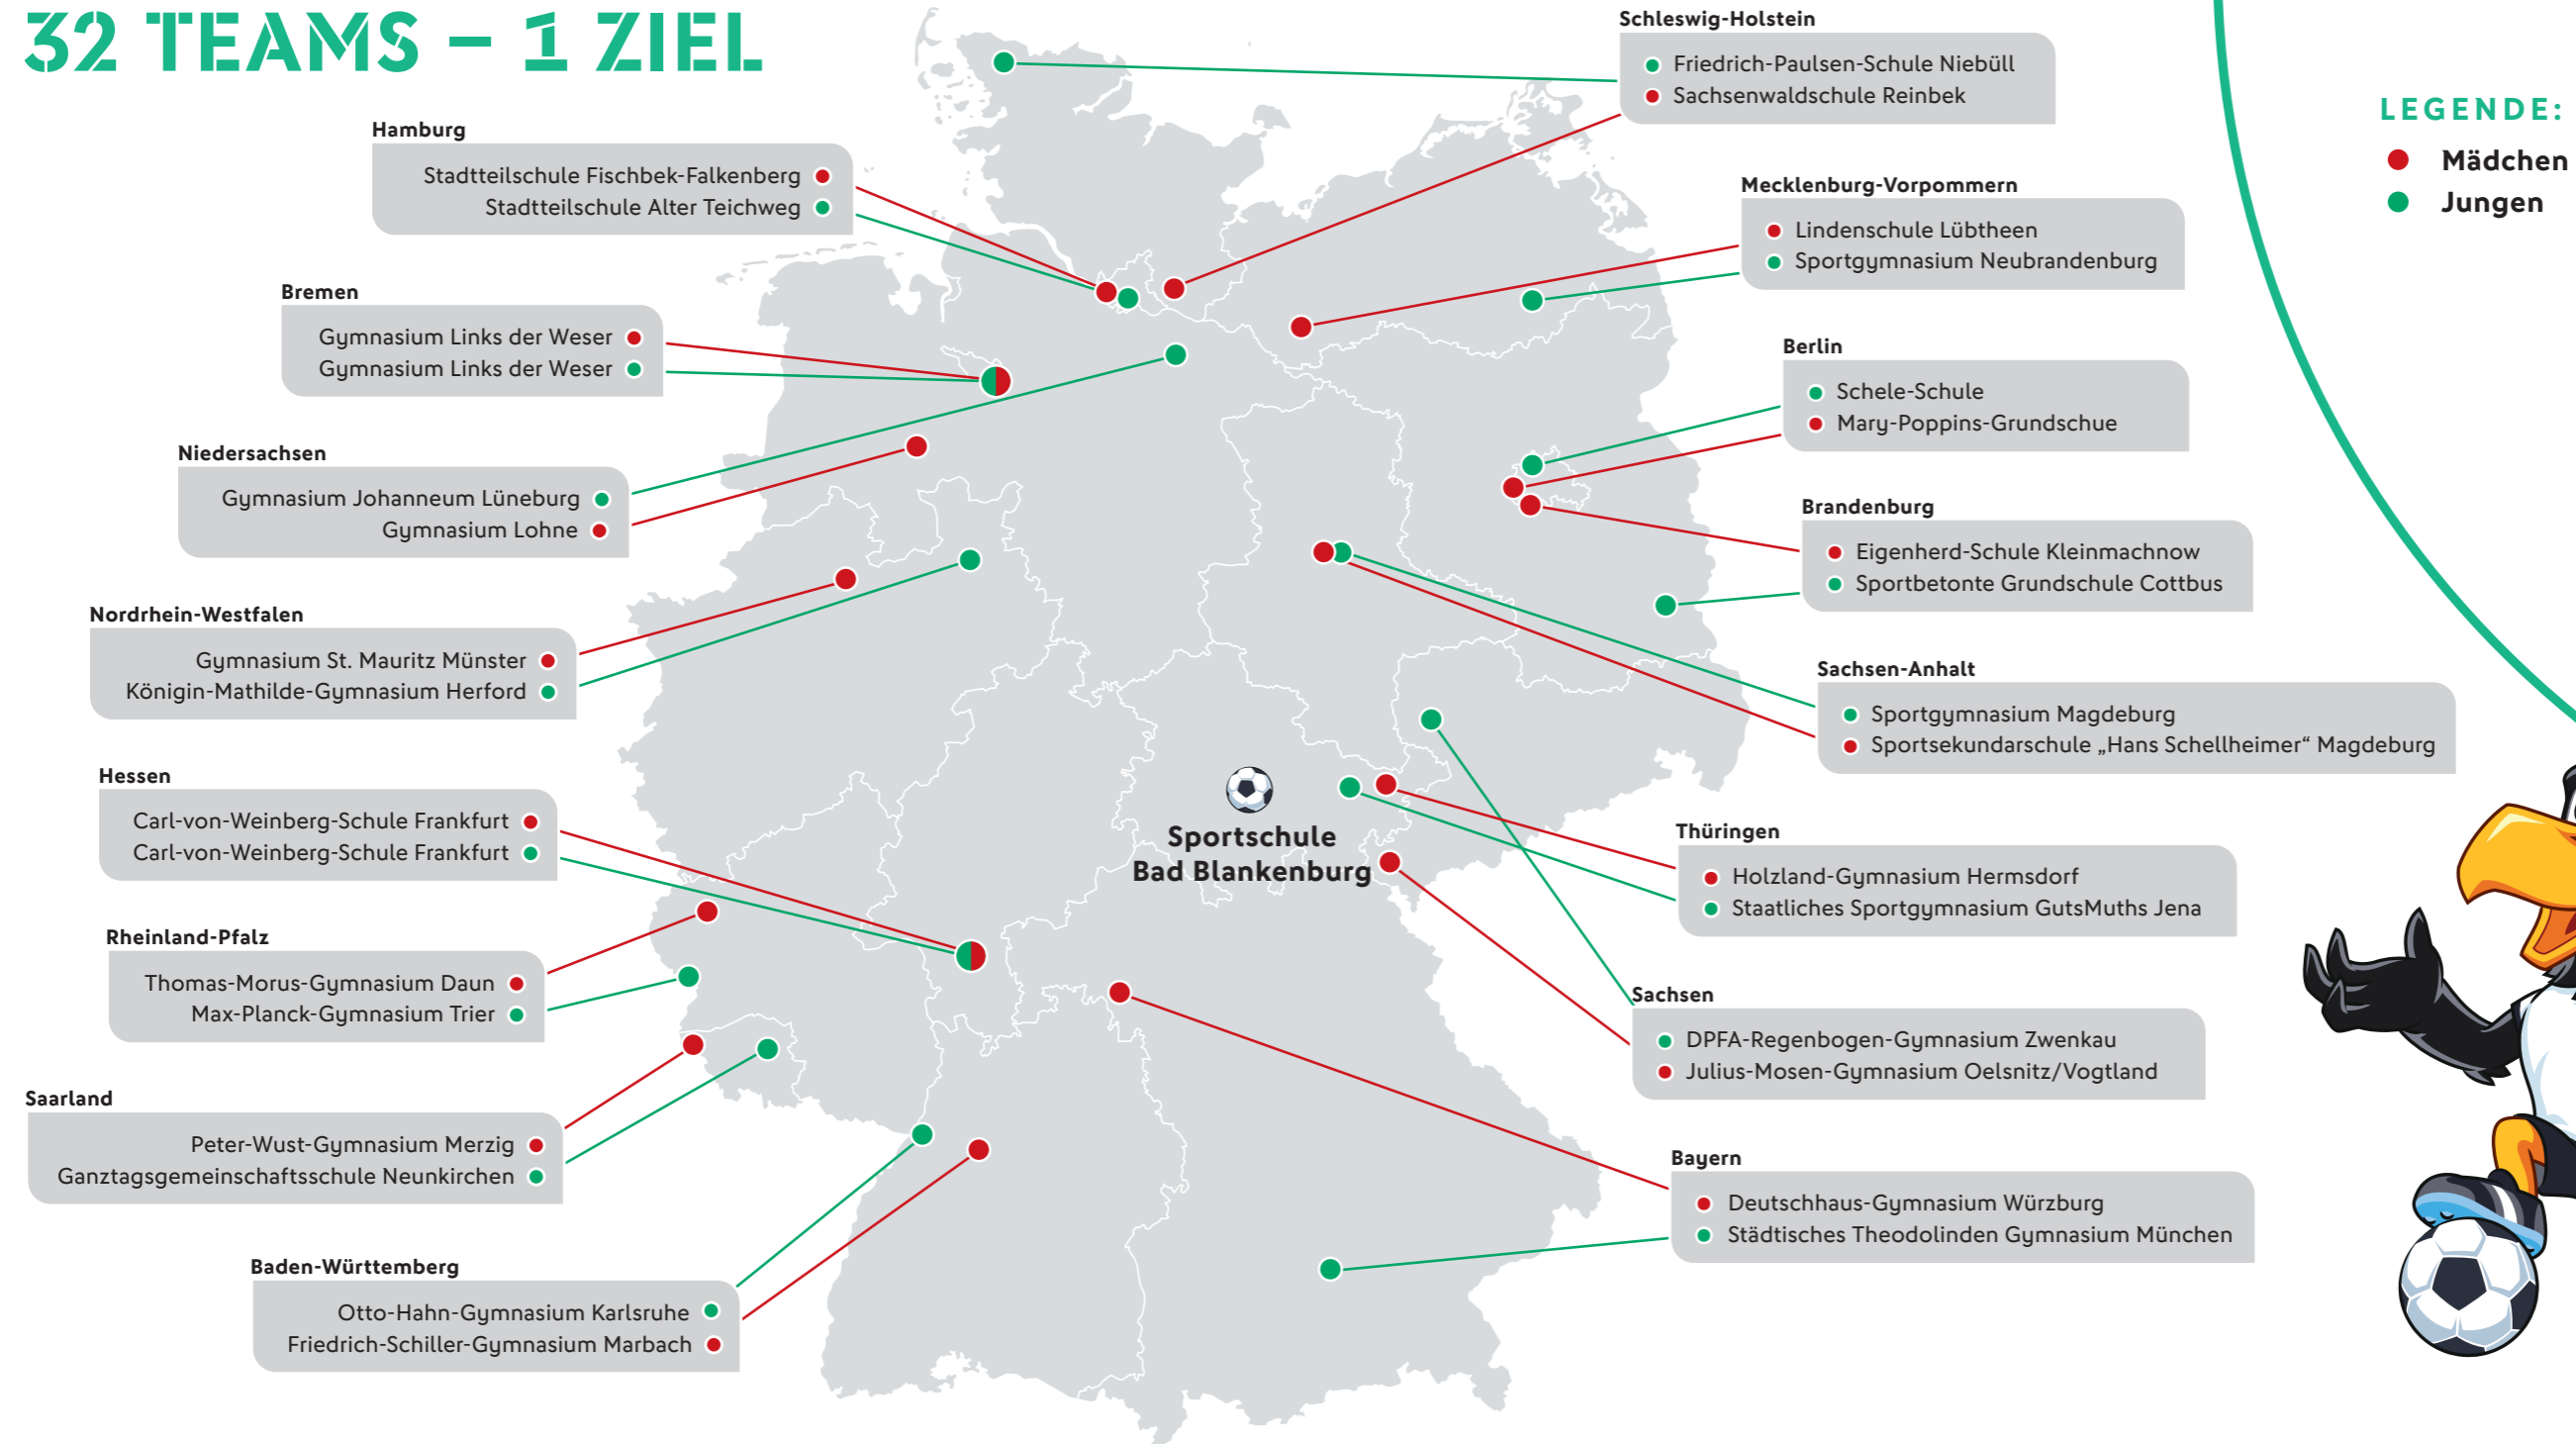 32 TEAMS – 1 ZIEL
Hamburg
Stadtteilschule Fischbek-Falkenberg
Stadtteilschule Alter Teichweg
Bremen
Gymnasium Links der Weser
Gymnasium Links der Weser
Niedersachsen
Gymnasium Johanneum Lüneburg
Gymnasium Lohne
Nordrhein-Westfalen
Gymnasium St. Mauritz Münster
Königin-Mathilde-Gymnasium Herford
Hessen
Carl-von-Weinberg-Schule Frankfurt
Carl-von-Weinberg-Schule Frankfurt
Rheinland-Pfalz
Thomas-Morus-Gymnasium Daun
Max-Planck-Gymnasium Trier
Saarland
Peter-Wust-Gymnasium Merzig
Ganztagsgemeinschaftsschule Neunkirchen
Baden-Württemberg
Otto-Hahn-Gymnasium Karlsruhe
Friedrich-Schiller-Gymnasium Marbach
Sportschule
Bad Blankenburg
Schleswig-Holstein
Friedrich-Paulsen-Schule Niebüll
Sachsenwaldschule Reinbek
Mecklenburg-Vorpommern
Lindenschule Lübtheen
Sportgymnasium Neubrandenburg
Berlin
Schele-Schule
Mary-Poppins-Grundschue
Brandenburg
Eigenherd-Schule Kleinmachnow
Sportbetonte Grundschule Cottbus
Sachsen-Anhalt
Sportgymnasium Magdeburg
Sportsekundarschule „Hans Schellheimer“ Magdeburg
Thüringen
Holzland-Gymnasium Hermsdorf
Staatliches Sportgymnasium GutsMuths Jena
Sachsen
DPFA-Regenbogen-Gymnasium Zwenkau
Julius-Mosen-Gymnasium Oelsnitz/Vogtland
Bayern
Deutschhaus-Gymnasium Würzburg
Städtisches Theodolinden Gymnasium München
LEGENDE:
Mädchen
Jungen